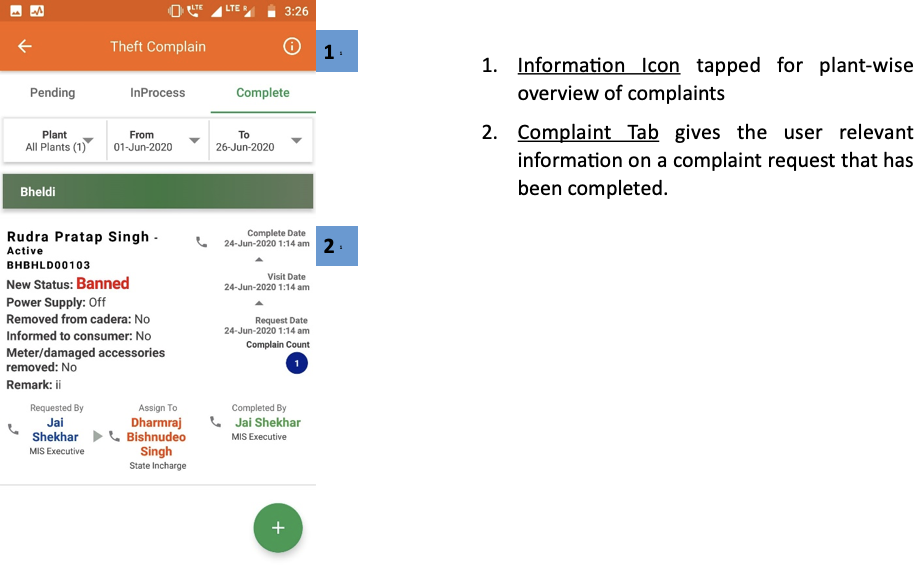 LTE LTE R 3:26
Theft Complain
1
Pending InProcess Complete
Plant From To
All Plants (1) 01-Jun-2020 26-Jun-2020
Bheldi
Rudra Pratap Singh -
Active
BHBHLD00103
New Status: Banned
Power Supply: Off
Removed from cadera: No
Informed to consumer: No
Meter/damaged accessories
removed: No
Remark: ii
Complete Date
24-Jun-2020 1:14 am
2
Visit Date
24-Jun-2020 1:14 am
Request Date
24-Jun-2020 1:14 am
Complain Count
1
Requested By
Jai
Shekhar
MIS Executive
Assign To
Dharmraj
Bishnudeo
Singh
State Incharge
Completed By
Jai Shekhar
MIS Executive
+
1. Information Icon tapped for plant-wise
overview of complaints
2. Complaint Tab gives the user relevant
information on a complaint request that has
been completed.